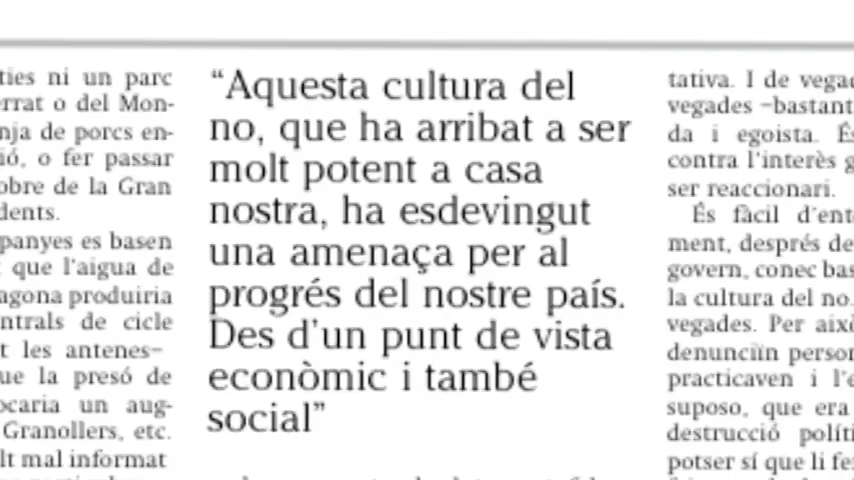 ties ni un parc
rrat o del Mon-
nja de porcs en-
ió, o fer passar
obre de la Gran
dents.
panyes es basen
que l'aigua de
agona produiria
ntrals de cicle
t les antenes–
ue la presó de
ocaria un aug-
Granollers, etc.
lt mal informat
“Aquesta cultura del
no, que ha arribat a ser
molt potent a casa
nostra, ha esdevingut
una amenaça per al
progrés del nostre país.
Des d’un punt de vista
econòmic i també
social”
tativa. I de vega
vegades –bastant
da i egoista. És
contra l'interès g
ser reaccionari.
És fàcil d'ente
ment, després de
govern, conec bas
la cultura del no.
vegades. Per això
denunciïn person
practicaven i l'e
suposo, que era
destrucció políti
potser sí que li fe